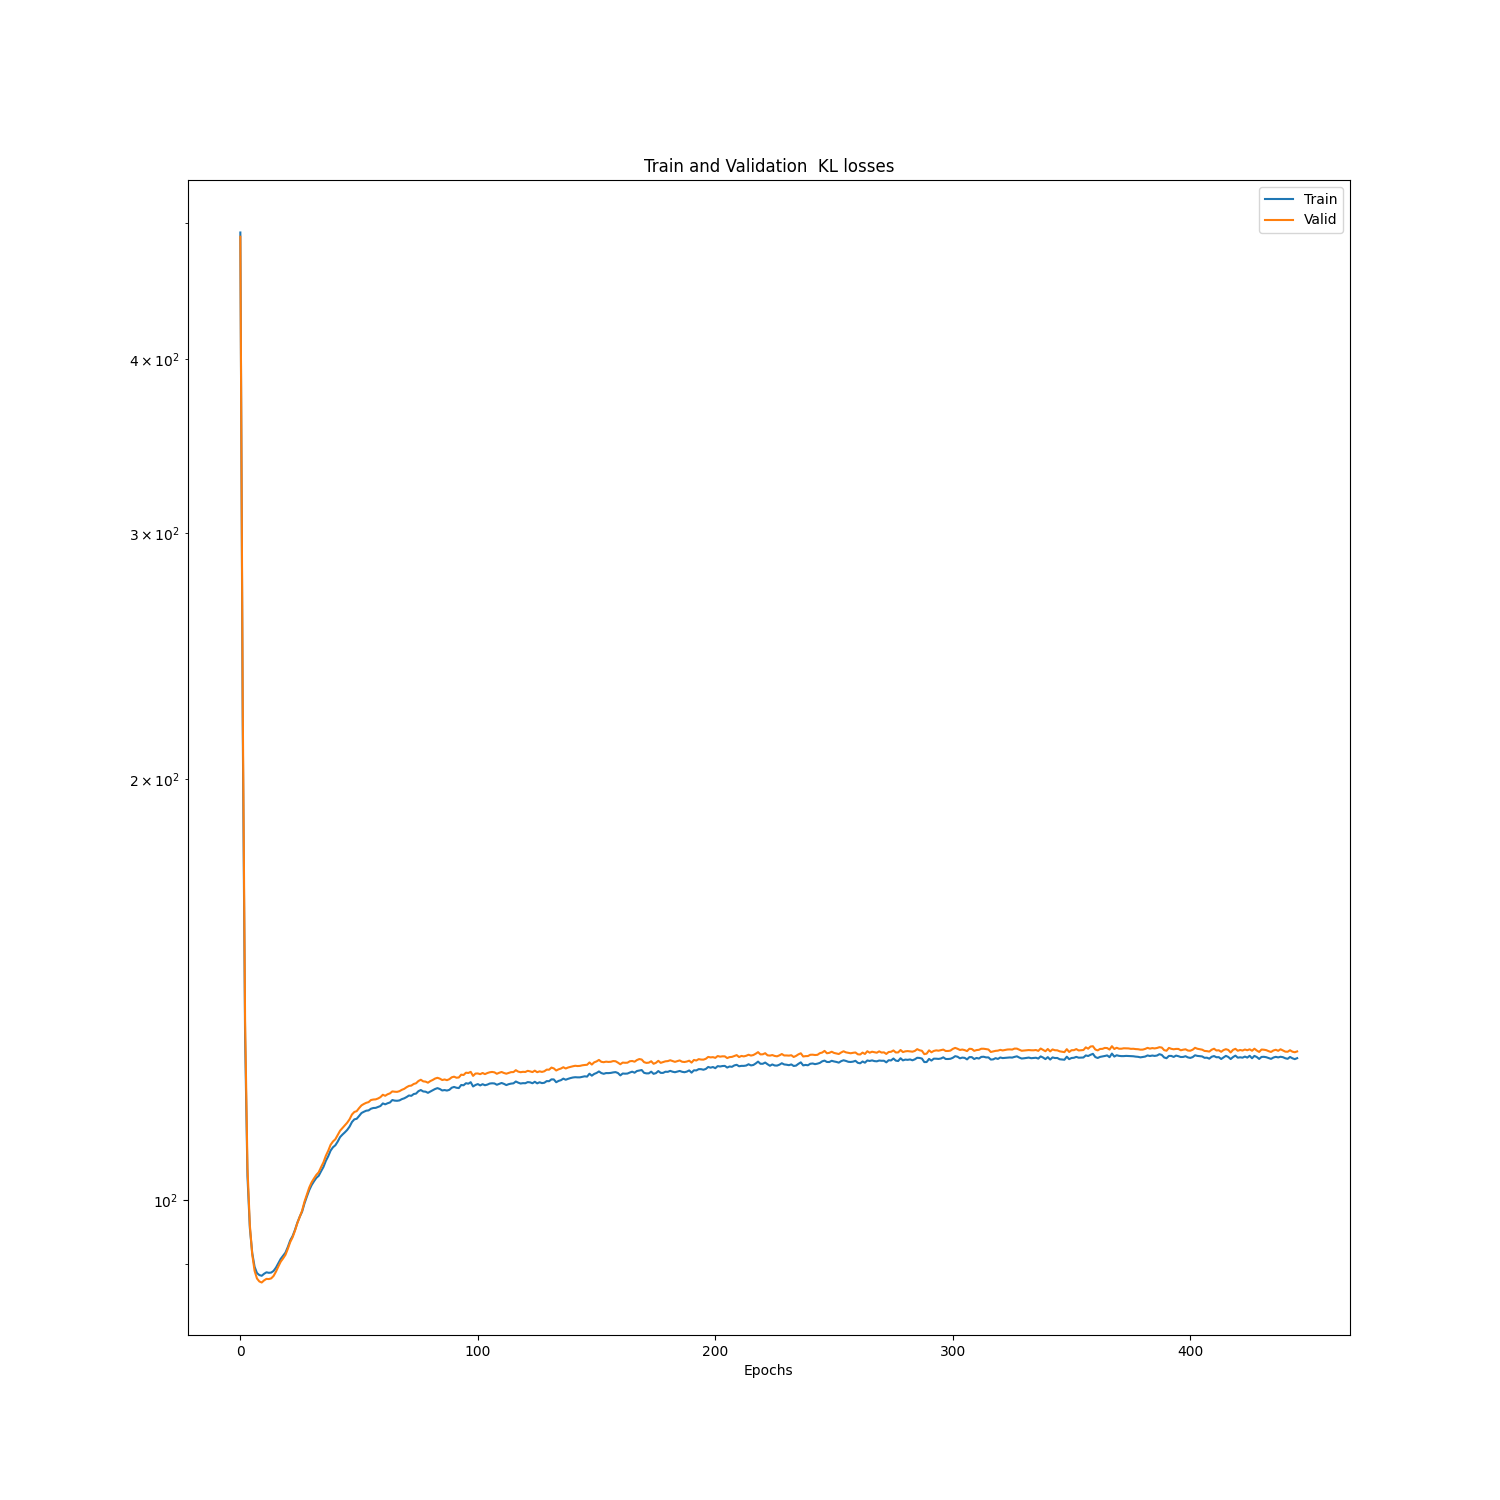 Train and Validation  KL losses
Train
Valid
4 × 10²
3 × 10²
2 × 10²
10²
0 100 200 300 400
Epochs